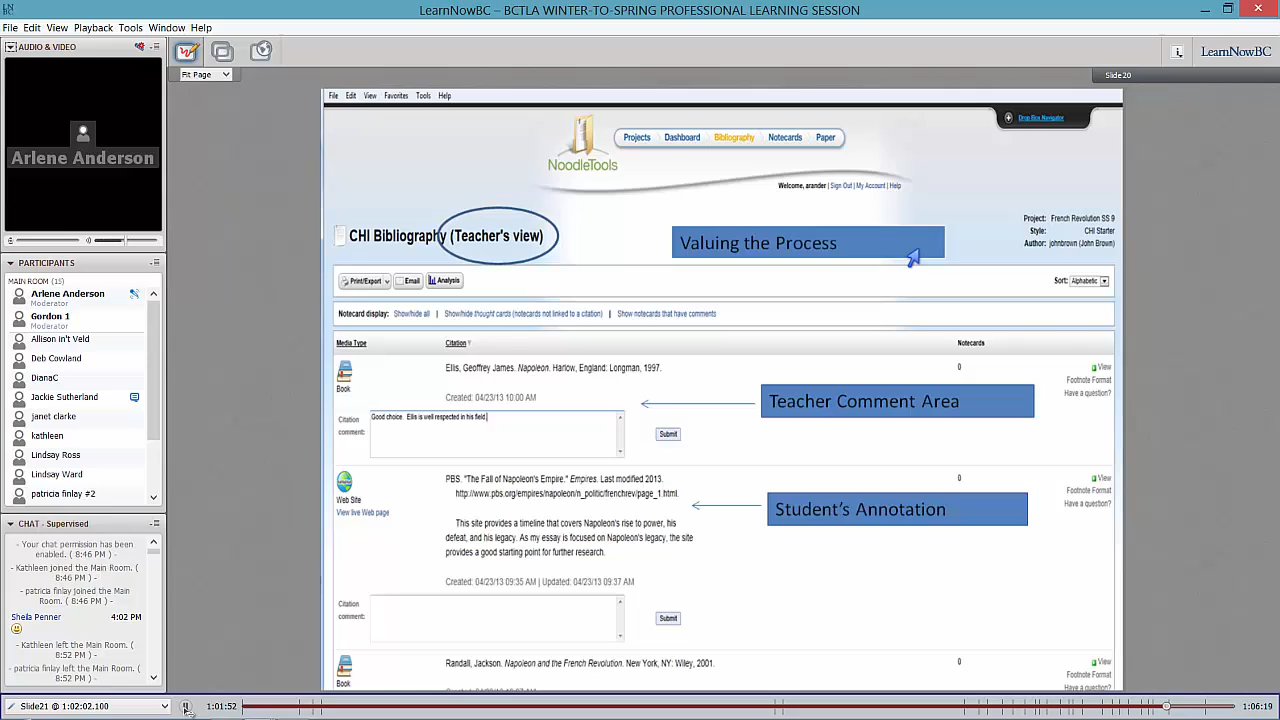 LearnNowBC – BCTLA WINTER-TO-SPRING PROFESSIONAL LEARNING SESSION
File Edit View Playback Tools Window Help
AUDIO & VIDEO
Fit Page
LearnNowBC
Slide20
Arlene Anderson
PARTICIPANTS
MAIN ROOM (15)
Arlene Anderson
Moderator
Gordon 1
Moderator
Allison in't Veld
Deb Cowland
DianaC
Jackie Sutherland
janet clarke
kathleen
Lindsay Ross
Lindsay Ward
patricia finlay #2
CHAT - Supervised
- Your chat permission has been
enabled. ( 8:46 PM ) -
- Kathleen joined the Main Room.
( 8:46 PM ) -
- patricia finlay joined the Main
Room. ( 8:46 PM ) -
Sheila Penner 4:02 PM
- Kathleen left the Main Room. (
8:52 PM ) -
- patricia finlay left the Main
Room. ( 8:52 PM ) -
File Edit View Favorites Tools Help
Drop Box Navigator
NoodleTools
Projects Dashboard Bibliography Notecards Paper
Welcome, arander | Sign Out | My Account | Help
CHI Bibliography (Teacher's view)
Valuing the Process
Project: French Revolution SS 9
Style: CHI Starter
Author: johnbrown (John Brown)
Print/Export Email Analysis
Sort: Alphabetic
Notecard display: Show/hide all | Show/hide thought cards (notecards not linked to a citation) | Show notecards that have comments
Media Type Citation Notecards
Book
Ellis, Geoffrey James. Napoleon. Harlow, England: Longman, 1997.
0
View
Footnote Format
Have a question?
Created: 04/23/13 10:00 AM
Teacher Comment Area
Citation
comment:
Good choice. Ellis is well respected in his field.
Submit
Web Site
View live Web page
PBS. "The Fall of Napoleon's Empire." Empires. Last modified 2013.
http://www.pbs.org/empires/napoleon/n_politic/frenchrev/page_1.html.
0
View
Footnote Format
Have a question?
Student's Annotation
This site provides a timeline that covers Napoleon's rise to power, his
defeat, and his legacy. As my essay is focused on Napoleon's legacy, the site
provides a good starting point for further research.
Created: 04/23/13 09:35 AM | Updated: 04/23/13 09:37 AM
Citation
comment:
Submit
Book
Randall, Jackson. Napoleon and the French Revolution. New York, NY: Wiley, 2001.
0
View
Footnote Format
Have a question?
Slide21 @ 1:02:02.100
1:01:52
1:06:19